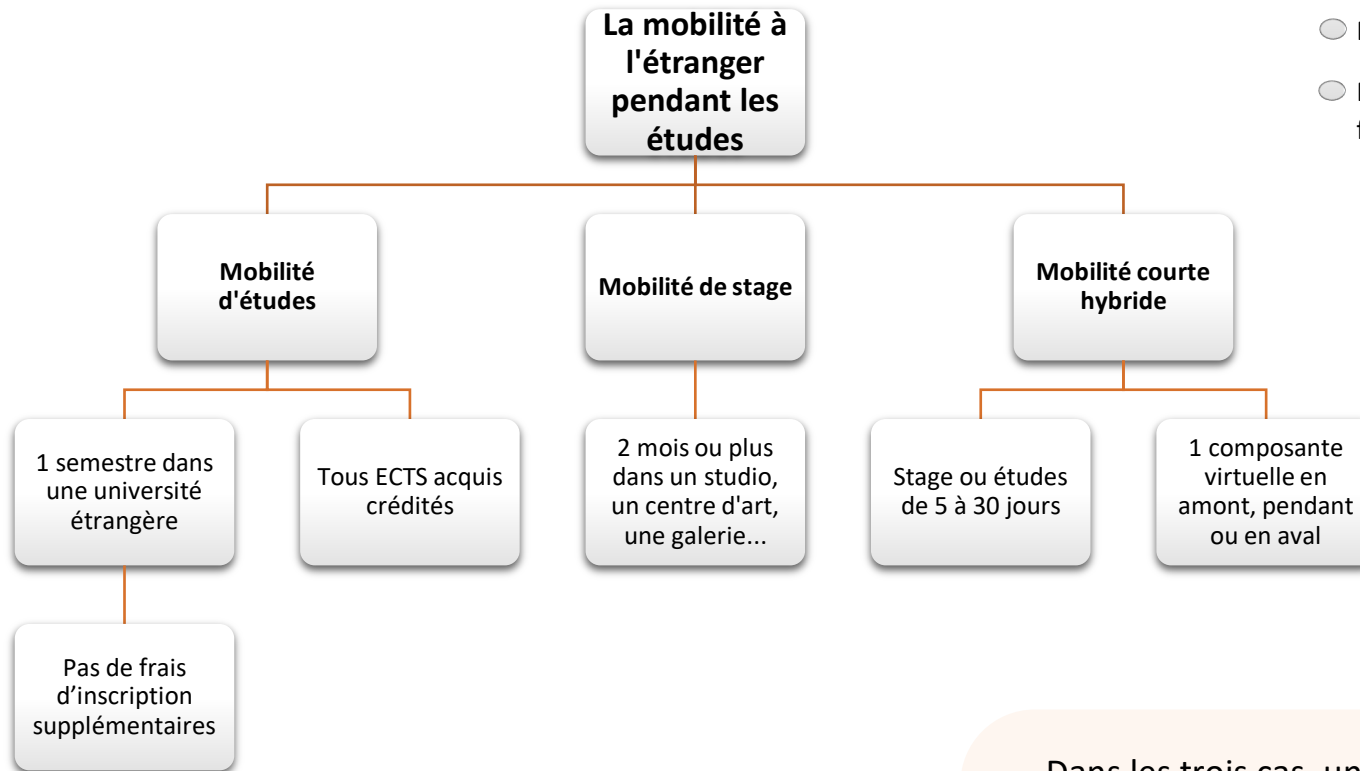 La mobilité à
l'étranger
pendant les
études
Mobilité
d'études
Mobilité de stage
Mobilité courte
hybride
1 semestre dans
une université
étrangère
Tous ECTS acquis
crédités
2 mois ou plus
dans un studio,
un centre d'art,
une galerie...
Stage ou études
de 5 à 30 jours
1 composante
virtuelle en
amont, pendant
ou en aval
Pas de frais
d’inscription
supplémentaires
Dans les trois cas, un